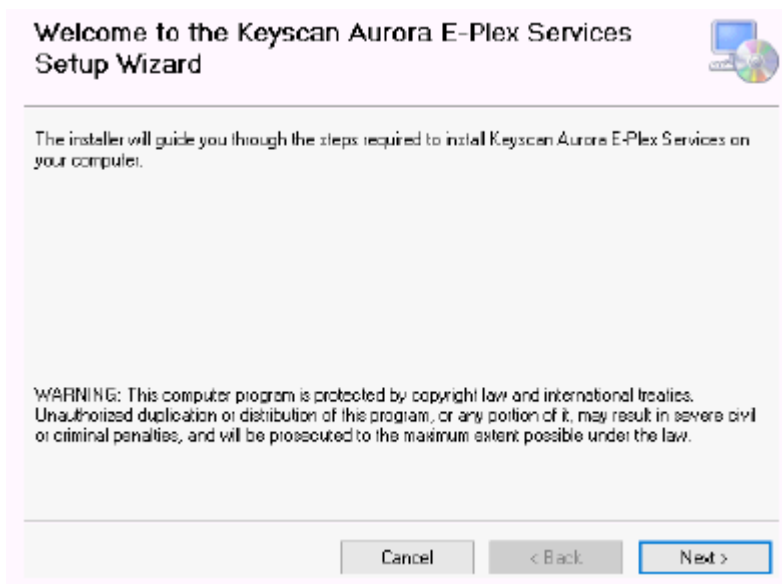 Welcome to the Keyscan Aurora E-Plex Services
Setup Wizard
The installer will guide you through the steps required to install Keyscan Aurora E-Plex Services on
your computer.
WARNING: This computer program is protected by copyright law and international treaties.
Unauthorized duplication or distribution of this program, or any portion of it, may result in severe civil
or criminal penalties, and will be prosecuted to the maximum extent possible under the law.
Cancel < Back Next >